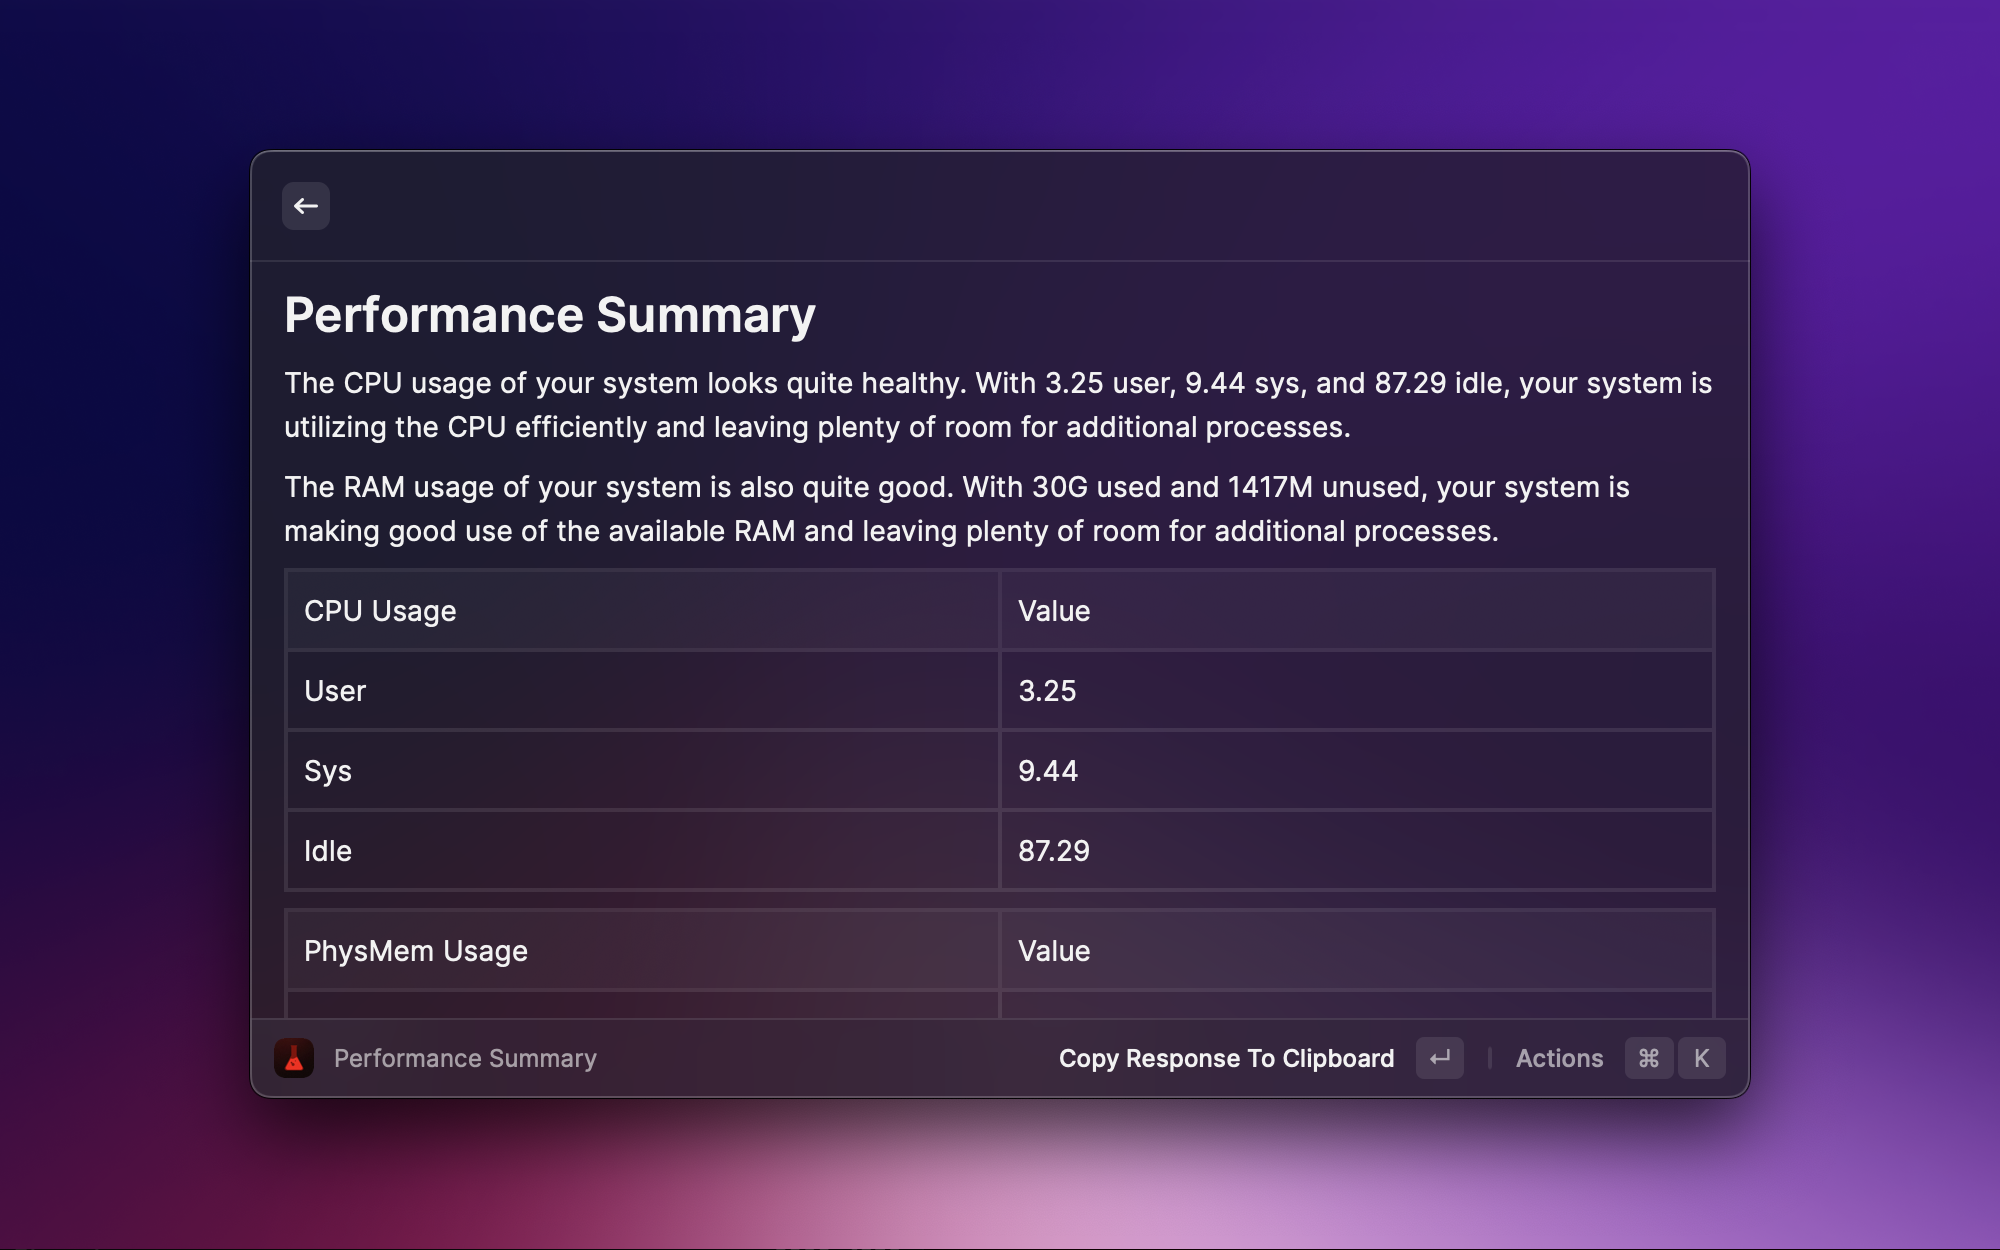 Performance Summary
The CPU usage of your system looks quite healthy. With 3.25 user, 9.44 sys, and 87.29 idle, your system is
utilizing the CPU efficiently and leaving plenty of room for additional processes.
The RAM usage of your system is also quite good. With 30G used and 1417M unused, your system is
making good use of the available RAM and leaving plenty of room for additional processes.
CPU Usage Value
User 3.25
Sys 9.44
Idle 87.29
PhysMem Usage Value
Performance Summary Copy Response To Clipboard ↵ Actions ⌘ K